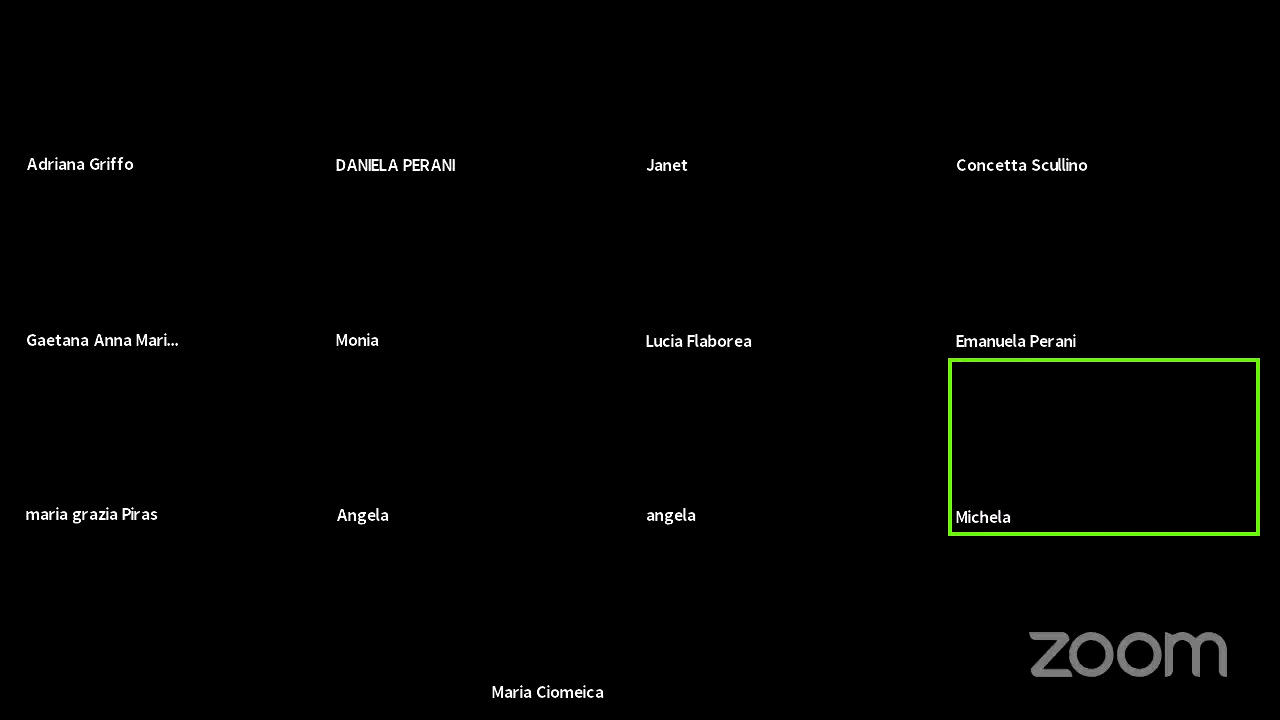 Adriana Griffo
DANIELA PERANI
Janet
Concetta Scullino
Gaetana Anna Mari...
Monia
Lucia Flaborea
Emanuela Perani
maria grazia Piras
Angela
angela
Michela
zoom
Maria Ciomeica